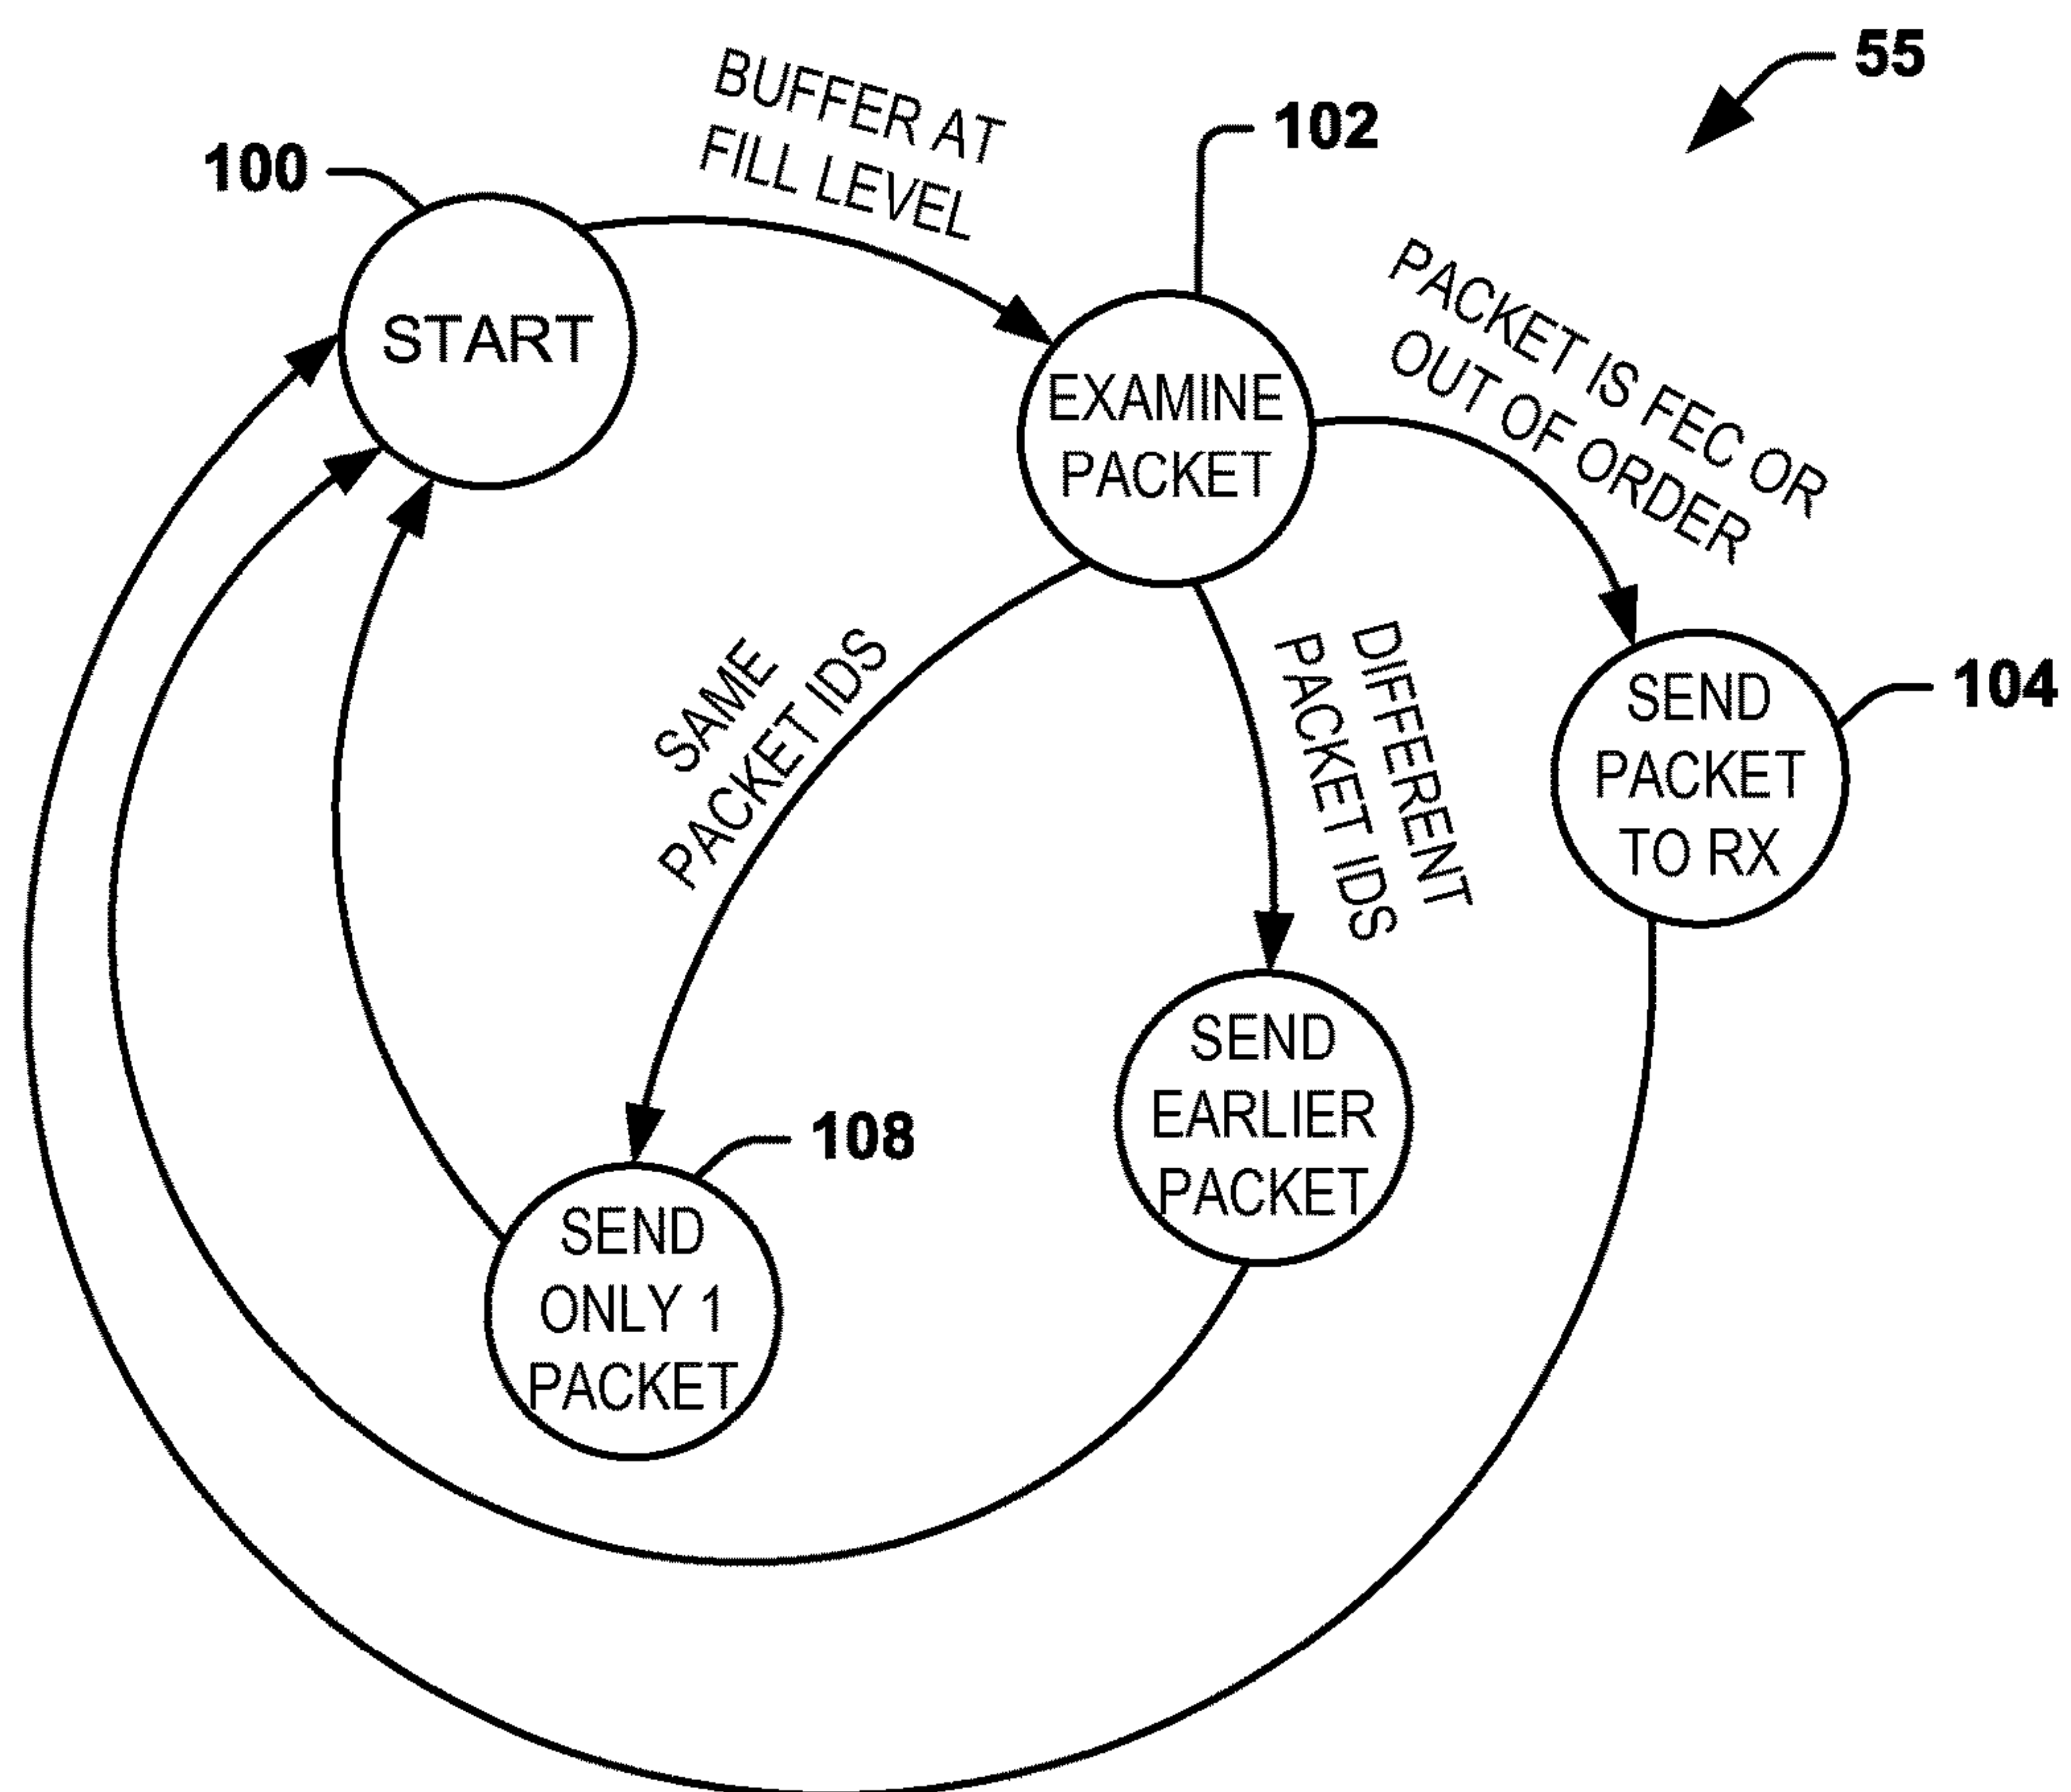 55
BUFFER AT
FILL LEVEL
102
100
START
PACKET IS FEC OR
OUT OF ORDER
EXAMINE
PACKET
SAME
PACKET IDS
DIFFERENT
PACKET IDS
104
SEND
PACKET
TO RX
SEND
EARLIER
PACKET
108
SEND
ONLY 1
PACKET